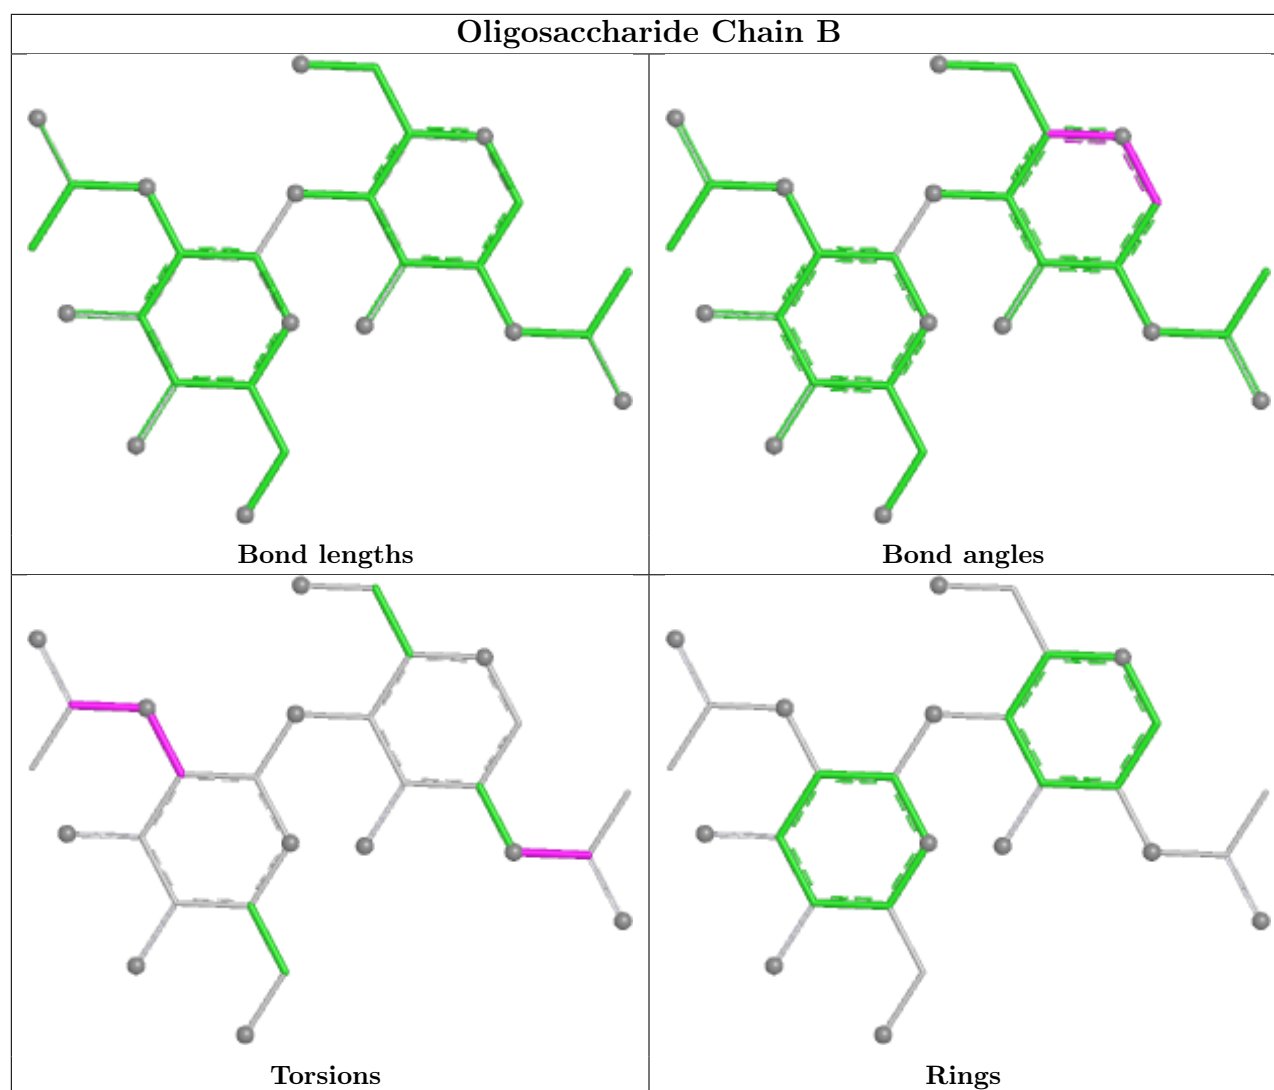 Oligosaccharide Chain B
Bond lengths
Bond angles
Torsions
Rings